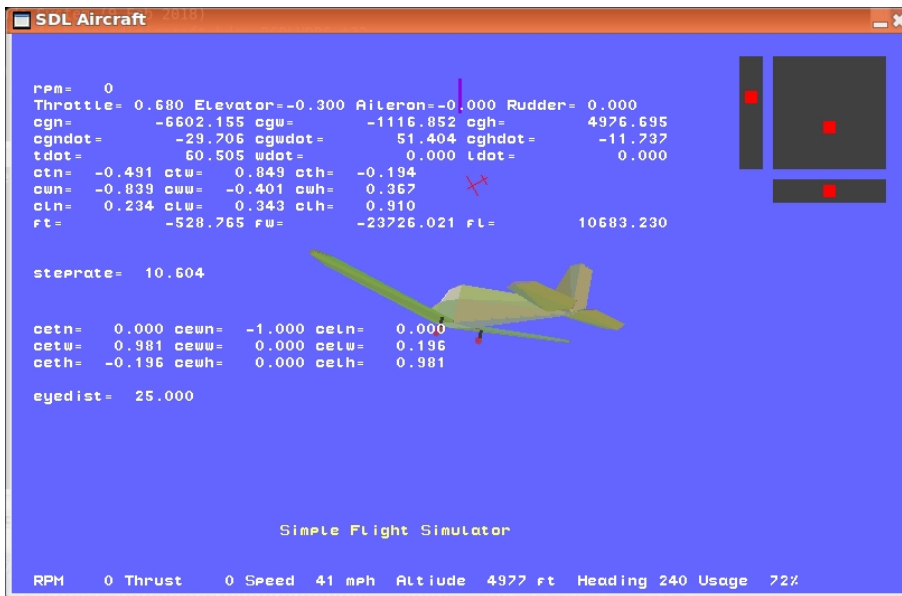 SDL Aircraft
rpm= 0
Throttle= 0.680 Elevator=-0.300 Aileron=-0.000 Rudder= 0.000
cgn= -6602.155 cgw= -1116.852 cgh= 4976.695
cgndot= -29.706 cgwdot= 51.404 cghdot= -11.737
tdot= 60.505 wdot= 0.000 ldot= 0.000
ctn= -0.491 ctw= 0.849 cth= -0.194
cwn= -0.839 cww= -0.401 cwh= 0.367
cln= 0.234 clw= 0.343 clh= 0.910
ft= -528.765 fw= -23726.021 fl= 10683.230
steprate= 10.604
cetn= 0.000 cewn= -1.000 celn= 0.000
cetw= 0.981 ceww= 0.000 celw= 0.196
ceth= -0.196 cewh= 0.000 celh= 0.981
eyedist= 25.000
Simple Flight Simulator
RPM 0 Thrust 0 Speed 41 mph Altiude 4977 ft Heading 240 Usage 72%